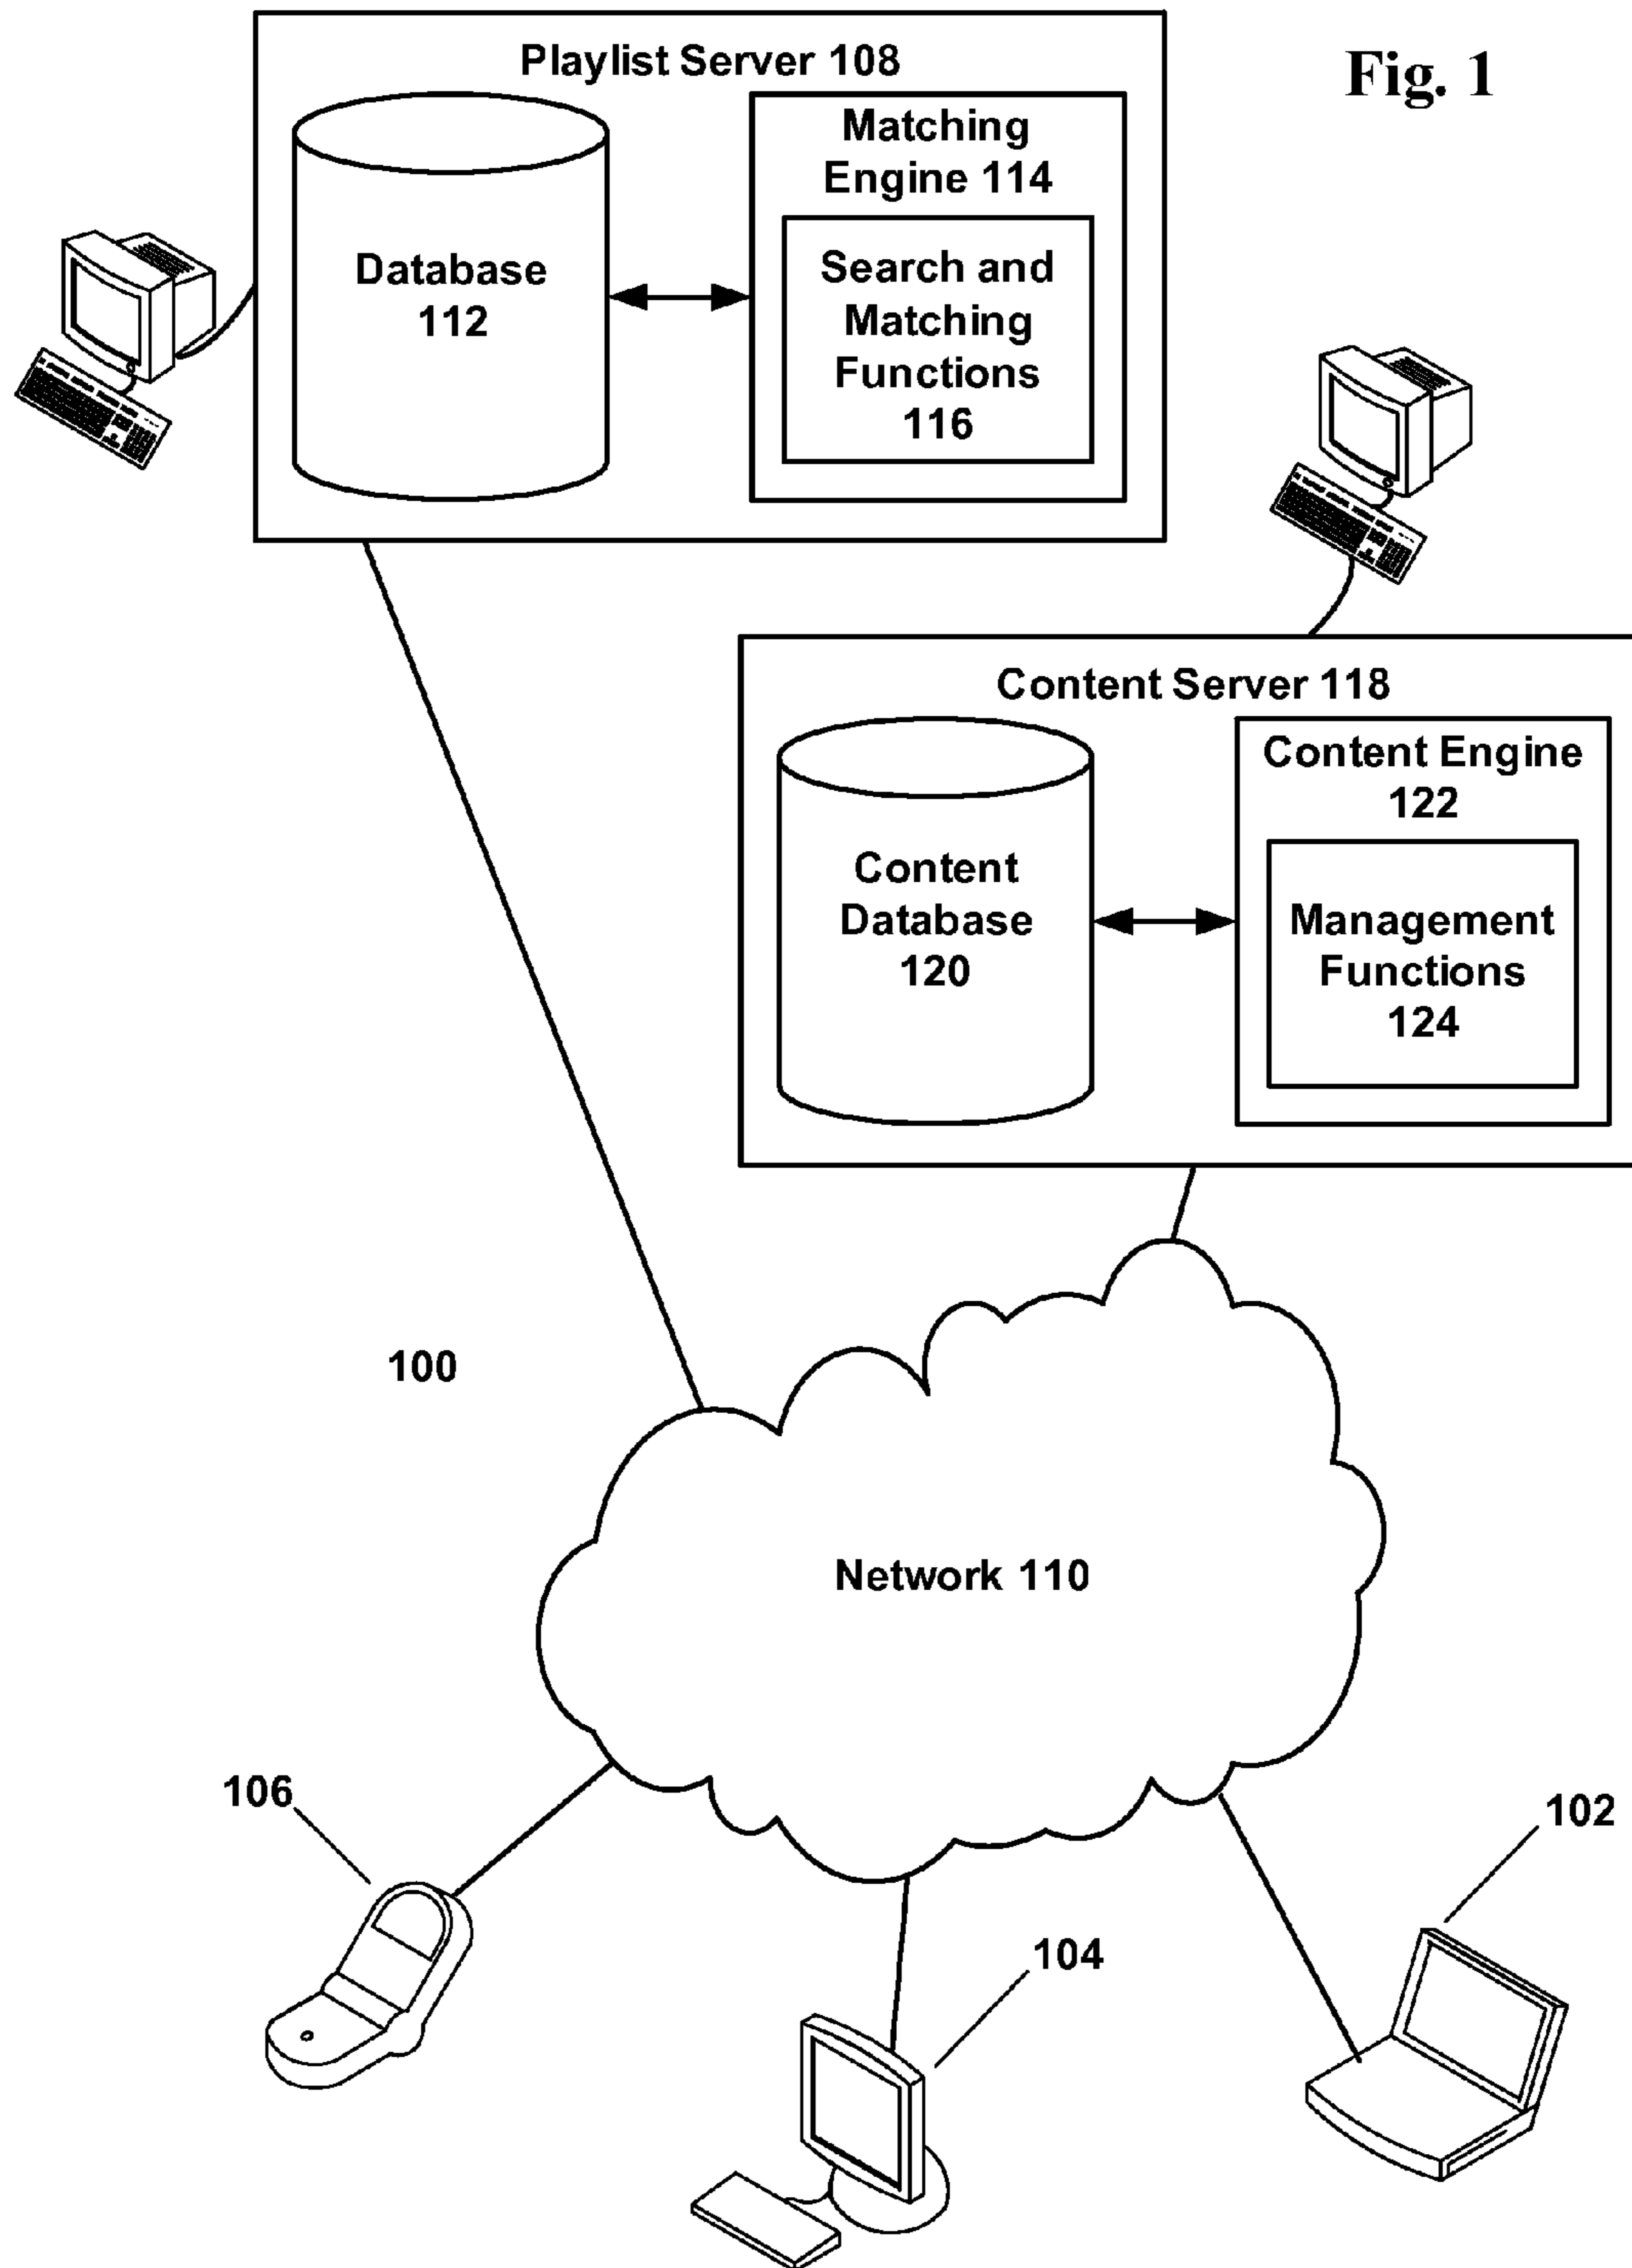 Playlist Server 108
Fig. 1
Database
112
Matching
Engine 114
Search and
Matching
Functions
116
Content Server 118
Content
Database
120
Content Engine
122
Management
Functions
124
100
Network 110
106
102
104